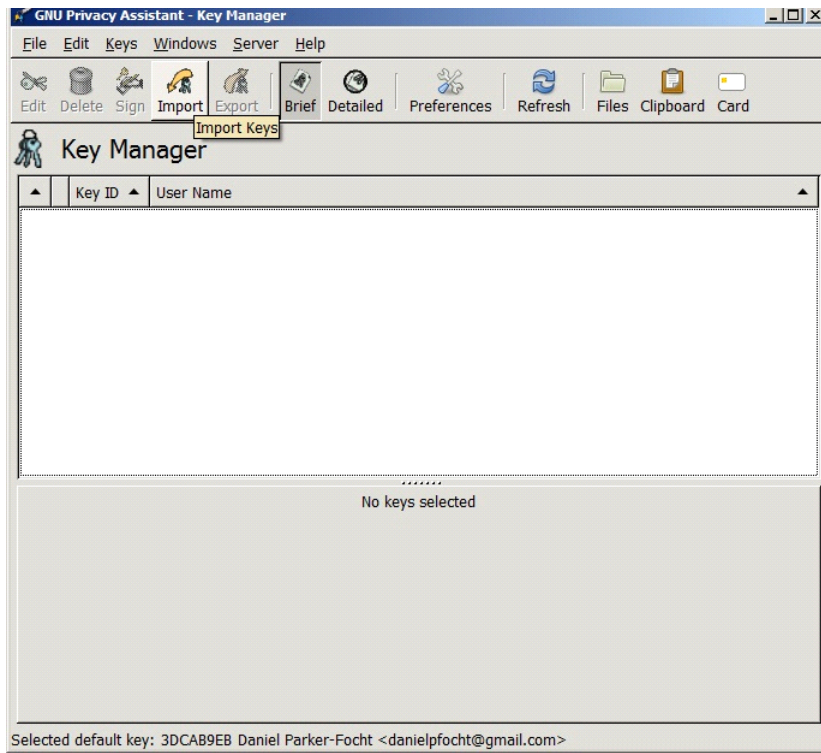 GNU Privacy Assistant - Key Manager
File Edit Keys Windows Server Help
Edit Delete Sign Import Export Brief Detailed Preferences Refresh Files Clipboard Card
Import Keys
Key Manager
Key ID User Name
No keys selected
Selected default key: 3DCAB9EB Daniel Parker-Focht <danielpfocht@gmail.com>